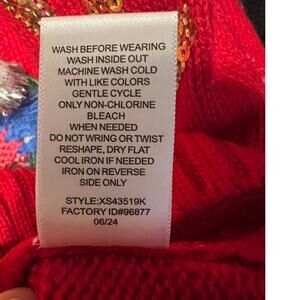 WASH BEFORE WEARING
WASH INSIDE OUT
MACHINE WASH COLD
WITH LIKE COLORS
GENTLE CYCLE
ONLY NON-CHLORINE
BLEACH
WHEN NEEDED
DO NOT WRING OR TWIST
RESHAPE, DRY FLAT
COOL IRON IF NEEDED
IRON ON REVERSE
SIDE ONLY
STYLE:XS43519K
FACTORY ID#96877
06/24